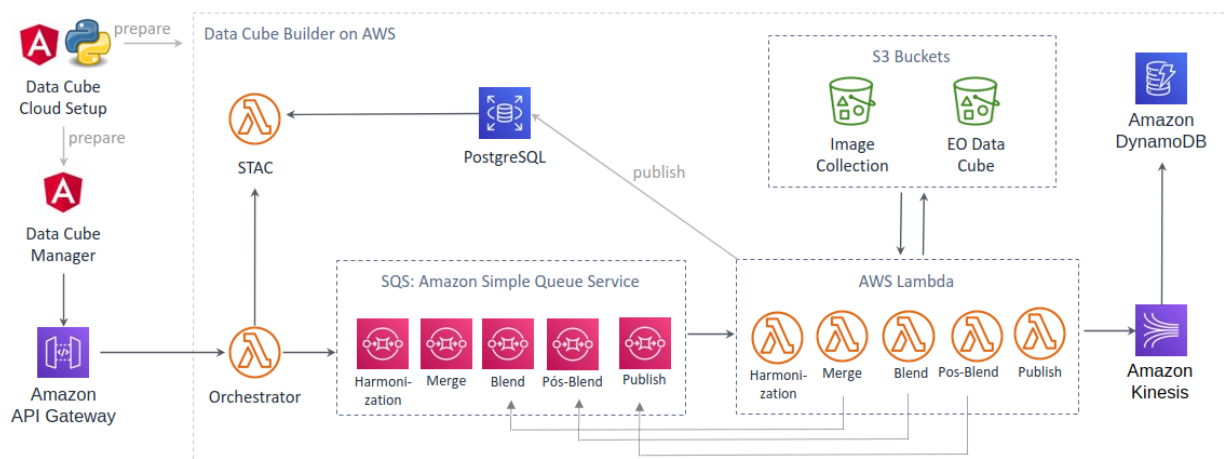 prepare
Data Cube
Cloud Setup
prepare
Data Cube
Manager
Amazon
API Gateway
Data Cube Builder on AWS
STAC
PostgreSQL
publish
Orchestrator
S3 Buckets
Image
Collection
EO Data
Cube
Amazon
DynamoDB
SQS: Amazon Simple Queue Service
Harmoni-
zation
Merge
Blend
Pós-Blend
Publish
AWS Lambda
Harmoni-
zation
Merge
Blend
Pos-Blend
Publish
Amazon
Kinesis